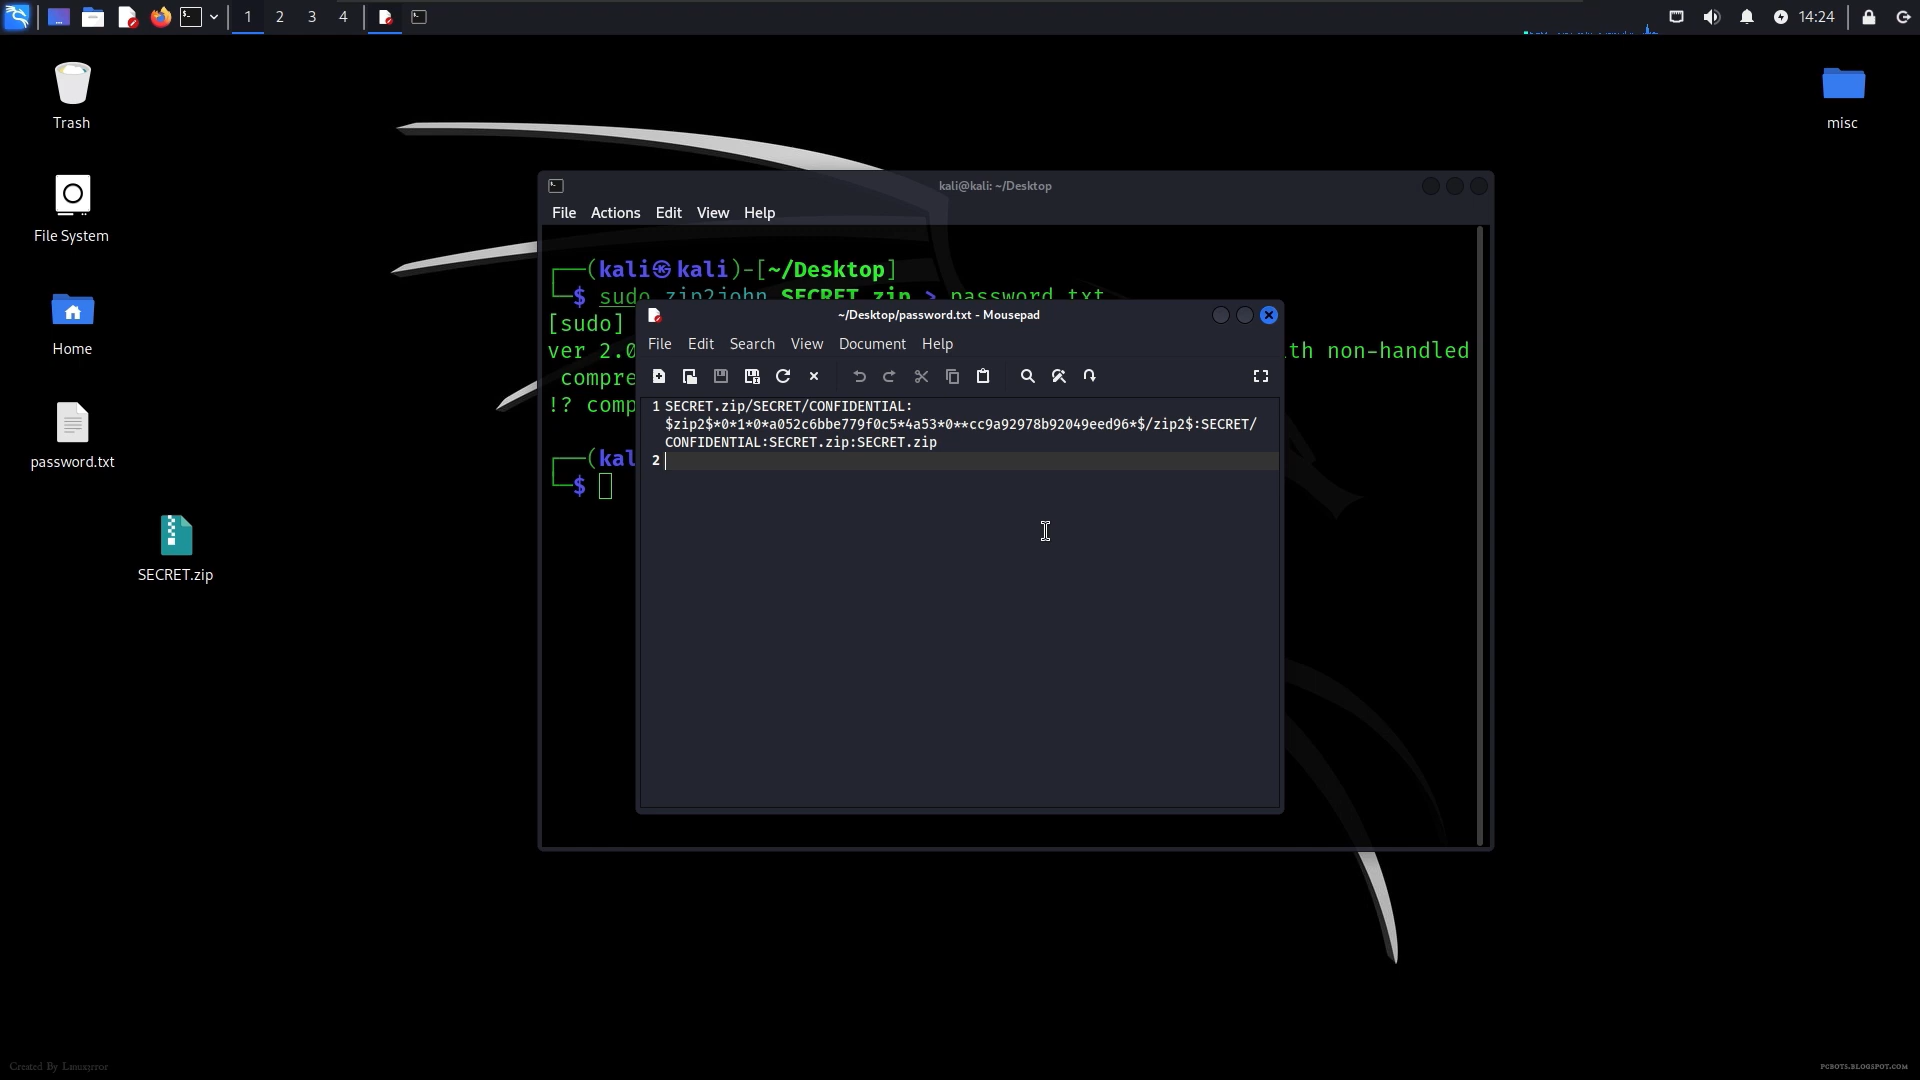 1 2 3 4
14:24
Trash
File System
Home
password.txt
SECRET.zip
misc
kali@kali: ~/Desktop
File Actions Edit View Help
┌──(kali㉿kali)-[~/Desktop]
└─$ sudo zip2john SECRET.zip > password.txt
[sudo]
ver 2.0
th non-handled
compre
!? comp
┌──(kal
└─$
~/Desktop/password.txt - Mousepad
File Edit Search View Document Help
1 SECRET.zip/SECRET/CONFIDENTIAL:
$zip2$*0*1*0*a052c6bbe779f0c5*4a53*0**cc9a92978b92049eed96*$/zip2$:SECRET/
CONFIDENTIAL:SECRET.zip:SECRET.zip
2
PCBOTS.BLOGSPOT.COM